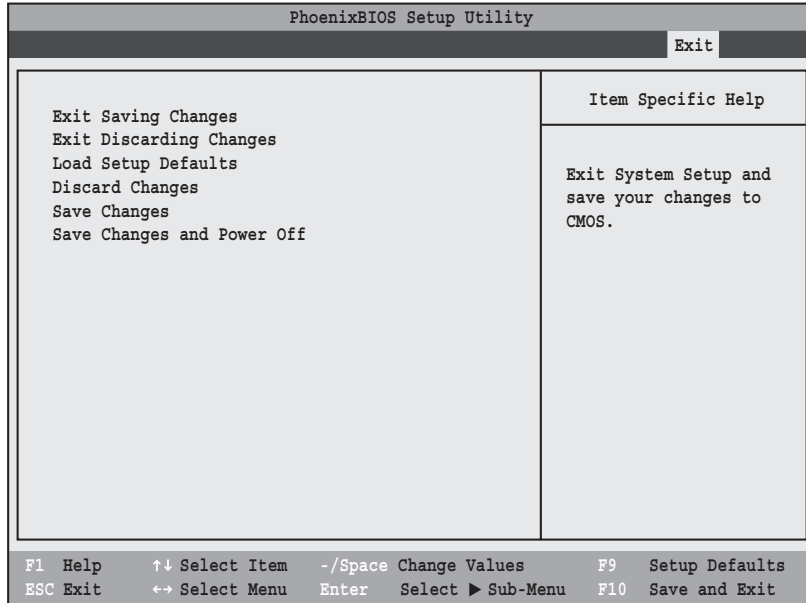 PhoenixBIOS Setup Utility
Exit
Exit Saving Changes
Exit Discarding Changes
Load Setup Defaults
Discard Changes
Save Changes
Save Changes and Power Off
Item Specific Help
Exit System Setup and
save your changes to
CMOS.
F1 Help ↑↓ Select Item -/Space Change Values F9 Setup Defaults
ESC Exit ←→ Select Menu Enter Select ▶ Sub-Menu F10 Save and Exit